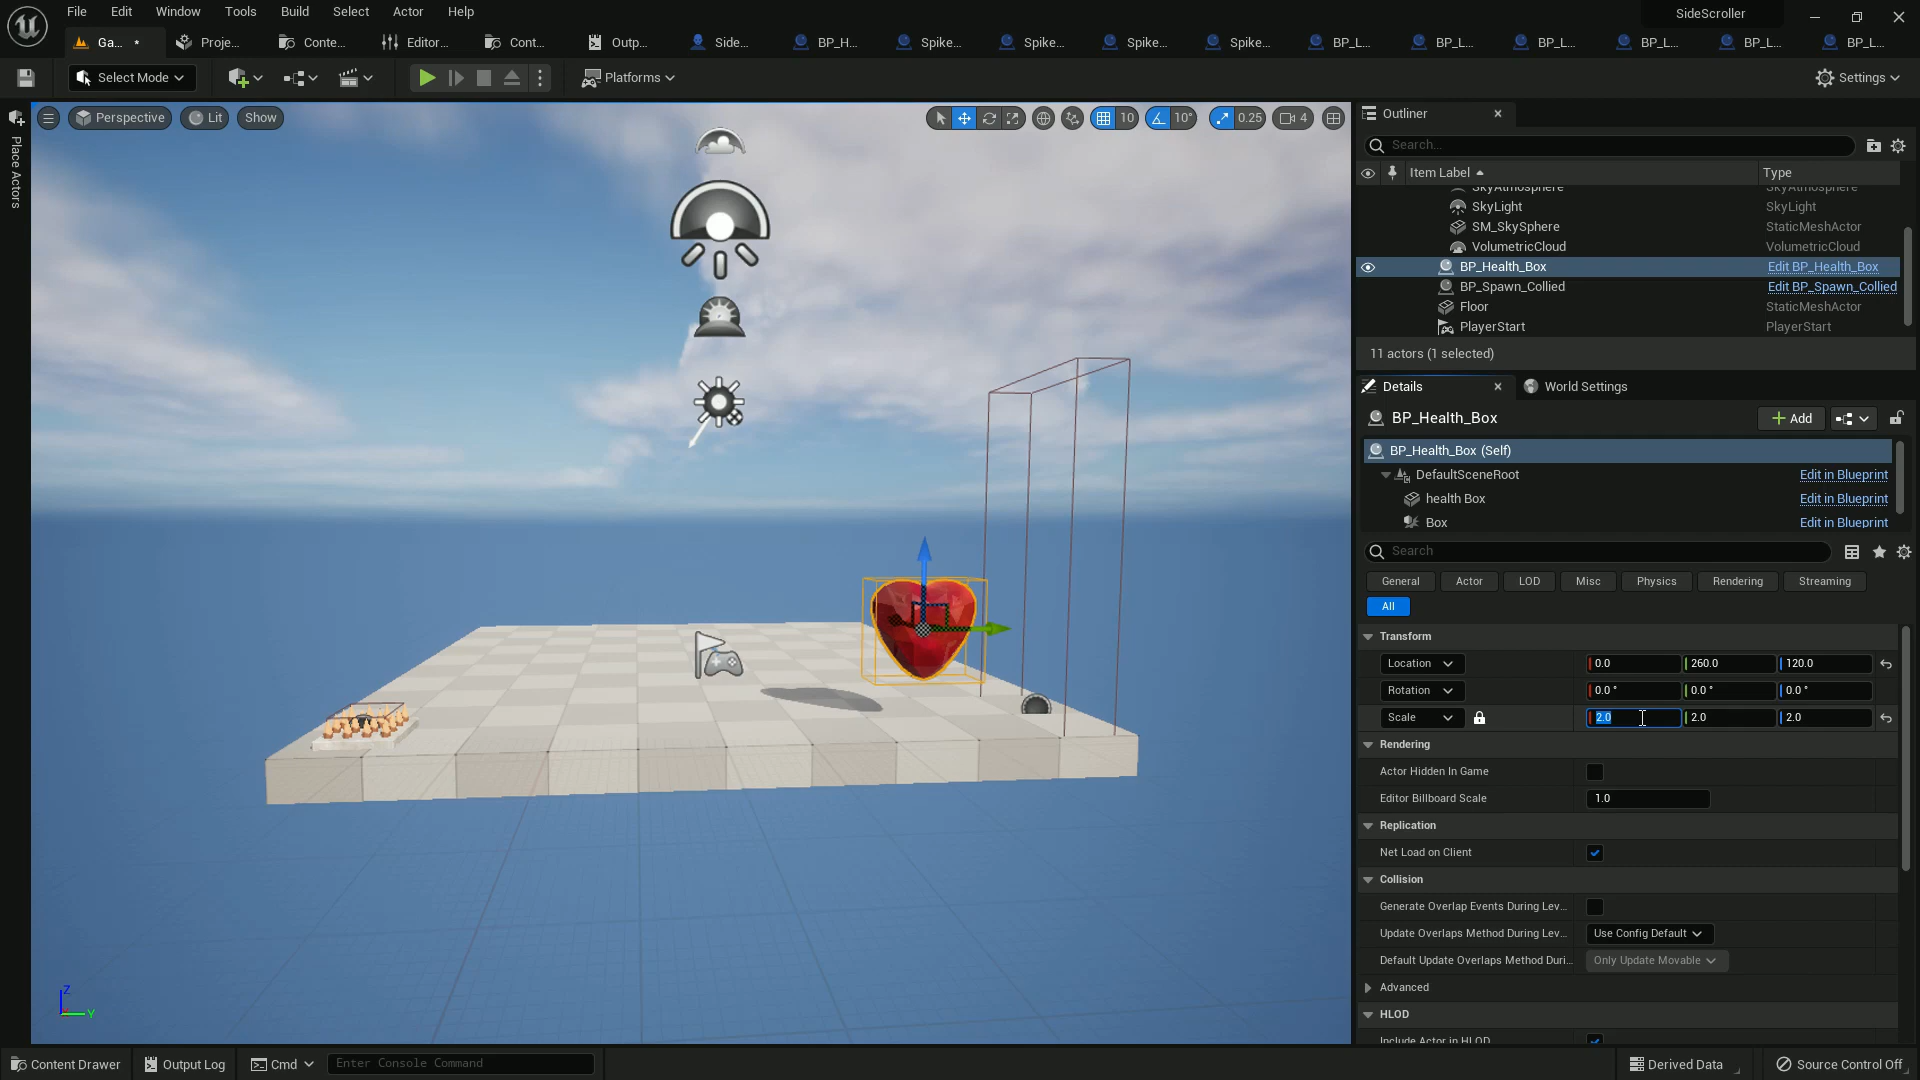 File Edit Window Tools Build Select Actor Help
SideScroller
Ga... * Proje... Conte... Editor... Cont... Outp... Side... BP_H... Spike... Spike... Spike... Spike... BP_L... BP_L... BP_L... BP_L... BP_L... BP_L...
Select Mode Platforms Settings
Place Actors
Perspective Lit Show 10 10° 0.25 4
Outliner
Search...
Item Label Type
SkyAtmosphere SkyAtmosphere
SkyLight SkyLight
SM_SkySphere StaticMeshActor
VolumetricCloud VolumetricCloud
BP_Health_Box Edit BP_Health_Box
BP_Spawn_Collied Edit BP_Spawn_Collied
Floor StaticMeshActor
PlayerStart PlayerStart
11 actors (1 selected)
Details World Settings
BP_Health_Box Add
BP_Health_Box (Self)
DefaultSceneRoot Edit in Blueprint
health Box Edit in Blueprint
Box Edit in Blueprint
Search
General Actor LOD Misc Physics Rendering Streaming
All
Transform
Location 0.0 260.0 120.0
Rotation 0.0 ° 0.0 ° 0.0 °
Scale 2.0 2.0 2.0
Rendering
Actor Hidden In Game
Editor Billboard Scale 1.0
Replication
Net Load on Client
Collision
Generate Overlap Events During Lev...
Update Overlaps Method During Lev... Use Config Default
Default Update Overlaps Method Duri... Only Update Movable
Advanced
HLOD
Include Actor in HLOD
Z
Y
Content Drawer Output Log Cmd Enter Console Command Derived Data Source Control Off